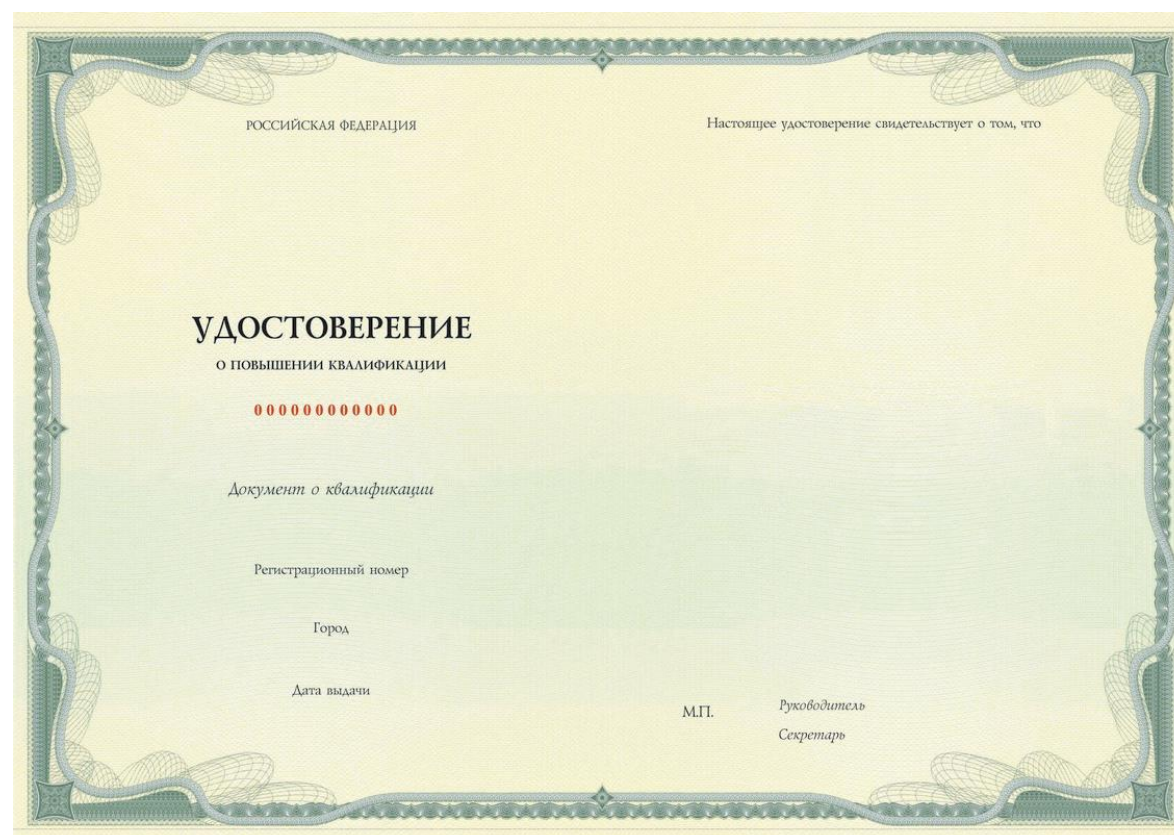 РОССИЙСКАЯ ФЕДЕРАЦИЯ
УДОСТОВЕРЕНИЕ
О ПОВЫШЕНИИ КВАЛИФИКАЦИИ
000000000000
Документ о квалификации
Регистрационный номер
Город
Дата выдачи
Настоящее удостоверение свидетельствует о том, что
М.П.
Руководитель
Секретарь